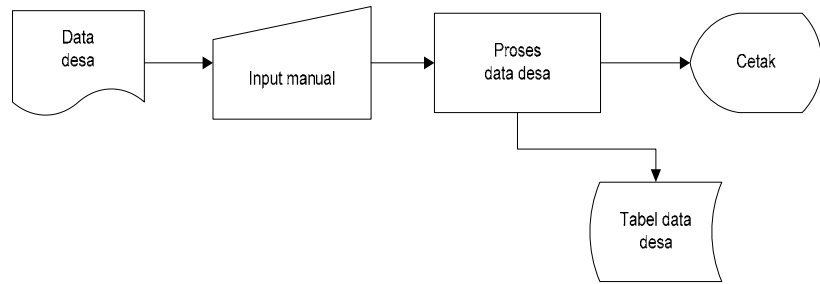 Data
desa
Input manual
Proses
data desa
Cetak
Tabel data
desa